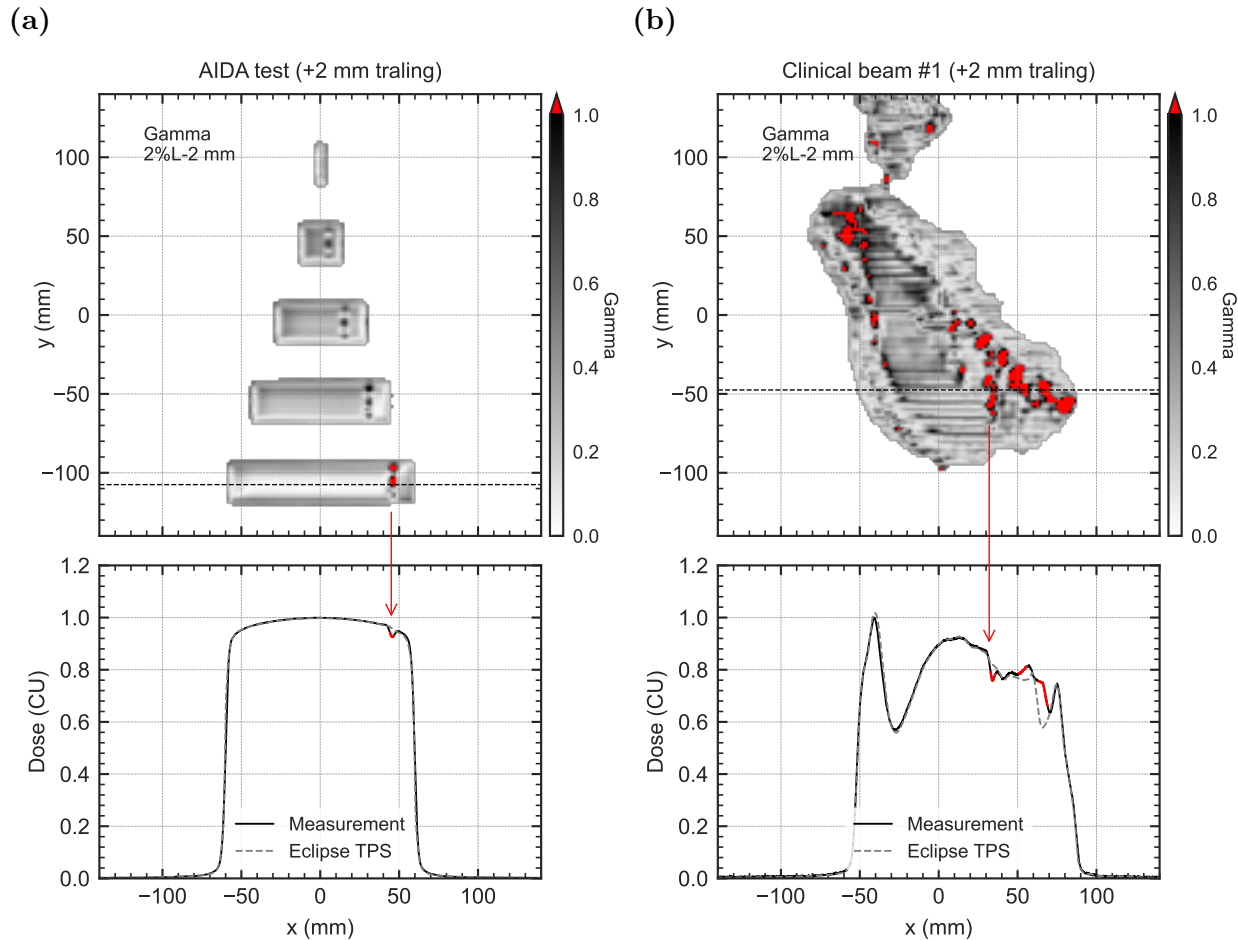 (a)
AIDA test (+2 mm traling)
Gamma
2%L-2 mm
100
50
0
−50
−100
y (mm)
1.0
0.8
0.6
0.4
0.2
0.0
Gamma
1.2
1.0
0.8
0.6
0.4
0.2
0.0
Dose (CU)
Measurement
Eclipse TPS
−100 −50 0 50 100
x (mm)
(b)
Clinical beam #1 (+2 mm traling)
Gamma
2%L-2 mm
100
50
0
−50
−100
y (mm)
1.0
0.8
0.6
0.4
0.2
0.0
Gamma
1.2
1.0
0.8
0.6
0.4
0.2
0.0
Dose (CU)
Measurement
Eclipse TPS
−100 −50 0 50 100
x (mm)